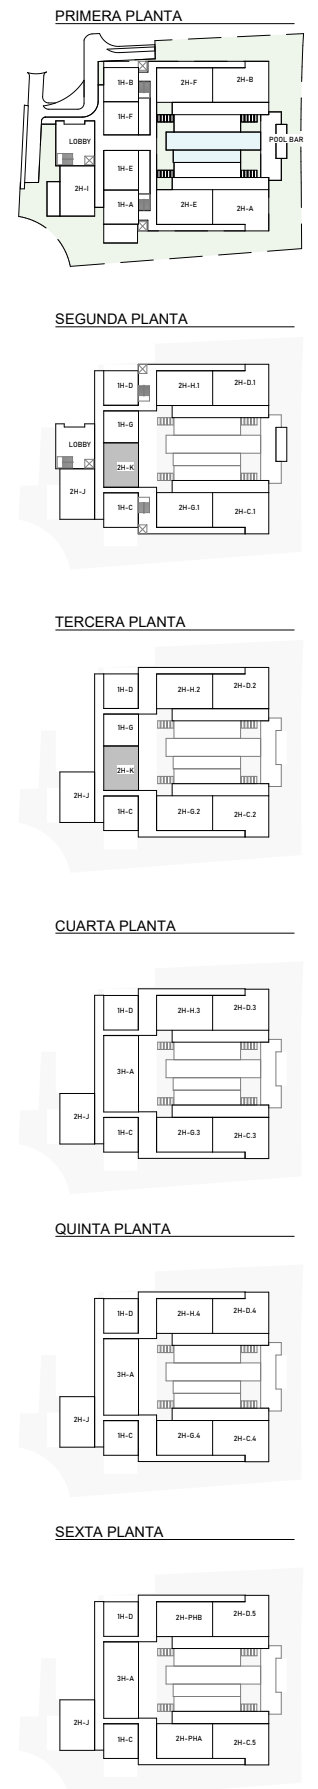 PRIMERA PLANTA
1H-B
2H-F
2H-B
1H-F
LOBBY
POOL BAR
1H-E
2H-I
1H-A
2H-E
2H-A
SEGUNDA PLANTA
1H-D
2H-H.1
2H-D.1
1H-G
LOBBY
2H-K
2H-J
1H-C
2H-G.1
2H-C.1
TERCERA PLANTA
1H-D
2H-H.2
2H-D.2
1H-G
2H-K
2H-J
1H-C
2H-G.2
2H-C.2
CUARTA PLANTA
1H-D
2H-H.3
2H-D.3
3H-A
2H-J
1H-C
2H-G.3
2H-C.3
QUINTA PLANTA
1H-D
2H-H.4
2H-D.4
3H-A
2H-J
1H-C
2H-G.4
2H-C.4
SEXTA PLANTA
1H-D
2H-PHB
2H-D.5
3H-A
2H-J
1H-C
2H-PHA
2H-C.5